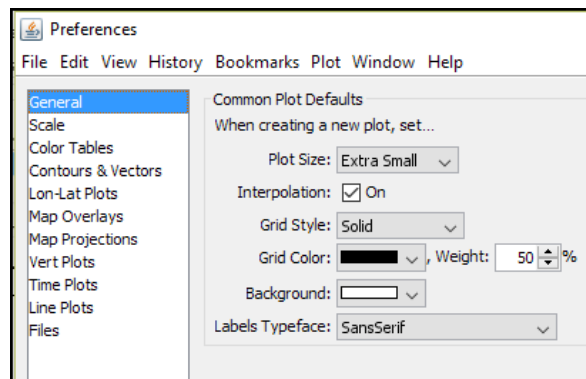 Preferences
File Edit View History Bookmarks Plot Window Help
General
Scale
Color Tables
Contours & Vectors
Lon-Lat Plots
Map Overlays
Map Projections
Vert Plots
Time Plots
Line Plots
Files
Common Plot Defaults
When creating a new plot, set...
Plot Size: Extra Small
Interpolation: On
Grid Style: Solid
Grid Color: , Weight: 50 %
Background:
Labels Typeface: SansSerif